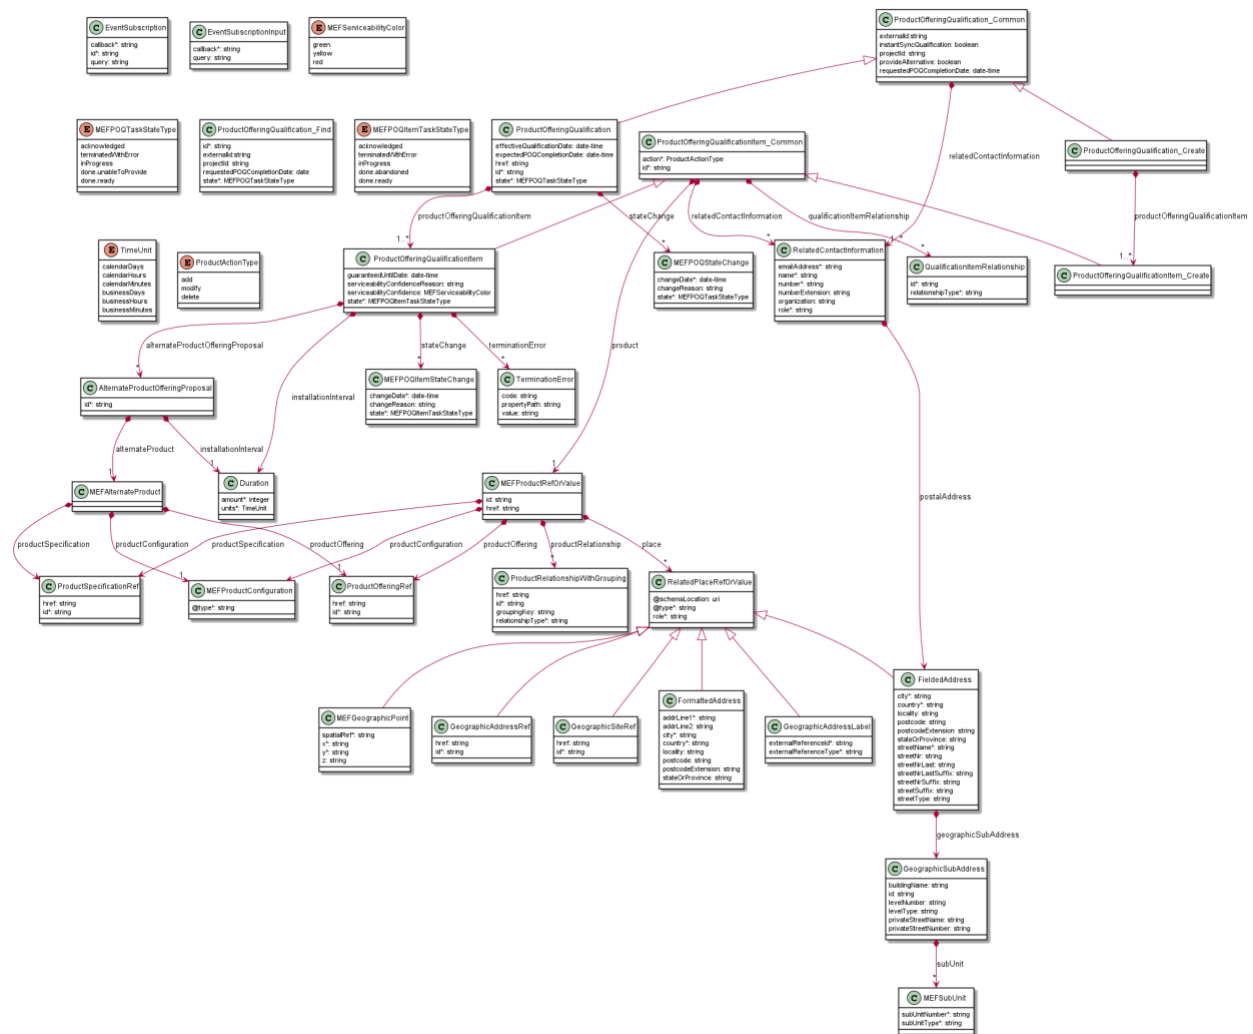 C EventSubscription
callback*: string
id*: string
query: string
C EventSubscriptionInput
callback*: string
query: string
E MEFServiceabilityColor
green
yellow
red
C ProductOfferingQualification_Common
externalId:string
instantSyncQualification: boolean
projectId: string
provideAlternative: boolean
requestedPOQCompletionDate: date-time
E MEFPOQTaskStateType
acknowledged
terminatedWithError
inProgress
done.unableToProvide
done.ready
C ProductOfferingQualification_Find
id*: string
externalId:string
projectId: string
requestedPOQCompletionDate: date
state*: MEFPOQTaskStateType
E MEFPOQItemTaskStateType
acknowledged
terminatedWithError
inProgress
done.abandoned
done.ready
C ProductOfferingQualification
effectiveQualificationDate: date-time
expectedPOQCompletionDate: date-time
href: string
id*: string
state*: MEFPOQTaskStateType
C ProductOfferingQualificationItem_Common
action*: ProductActionType
id*: string
relatedContactInformation
C ProductOfferingQualification_Create
productOfferingQualificationItem
1..*
stateChange
*
relatedContactInformation
*
qualificationItemRelationship
*
1..*
productOfferingQualificationItem
1..*
E TimeUnit
calendarDays
calendarHours
calendarMinutes
businessDays
businessHours
businessMinutes
E ProductActionType
add
modify
delete
C ProductOfferingQualificationItem
guaranteedUntilDate: date-time
serviceabilityConfidenceReason: string
serviceabilityConfidence: MEFServiceabilityColor
state*: MEFPOQItemTaskStateType
C MEFPOQStateChange
changeDate*: date-time
changeReason: string
state*: MEFPOQTaskStateType
C RelatedContactInformation
emailAddress*: string
name*: string
number*: string
numberExtension: string
organization: string
role*: string
C QualificationItemRelationship
id*: string
relationshipType*: string
C ProductOfferingQualificationItem_Create
alternateProductOfferingProposal
*
installationInterval
stateChange
*
terminationError
*
product
1
C AlternateProductOfferingProposal
id*: string
C MEFPOQItemStateChange
changeDate*: date-time
changeReason: string
state*: MEFPOQItemTaskStateType
C TerminationError
code: string
propertyPath: string
value: string
alternateProduct
1
installationInterval
1
postalAddress
C MEFAlternateProduct
C Duration
amount*: integer
units*: TimeUnit
C MEFProductRefOrValue
id: string
href: string
productSpecification
productConfiguration
1
productSpecification
productOffering
1
productConfiguration
productOffering
productRelationship
*
place
*
C ProductSpecificationRef
href: string
id*: string
C MEFProductConfiguration
@type*: string
C ProductOfferingRef
href: string
id*: string
C ProductRelationshipWithGrouping
href: string
id*: string
groupingKey: string
relationshipType*: string
C RelatedPlaceRefOrValue
@schemaLocation: uri
@type*: string
role*: string
C MEFGeographicPoint
spatialRef*: string
x*: string
y*: string
z: string
C GeographicAddressRef
href: string
id*: string
C GeographicSiteRef
href: string
id*: string
C FormattedAddress
addrLine1*: string
addrLine2: string
city*: string
country*: string
locality: string
postcode: string
postcodeExtension: string
stateOrProvince: string
C GeographicAddressLabel
externalReferenceId*: string
externalReferenceType*: string
C FieldedAddress
city*: string
country*: string
locality: string
postcode: string
postcodeExtension: string
stateOrProvince: string
streetName*: string
streetNr: string
streetNrLast: string
streetNrLastSuffix: string
streetNrSuffix: string
streetSuffix: string
streetType: string
geographicSubAddress
C GeographicSubAddress
buildingName: string
id: string
levelNumber: string
levelType: string
privateStreetName: string
privateStreetNumber: string
subUnit
*
C MEFSubUnit
subUnitNumber*: string
subUnitType*: string